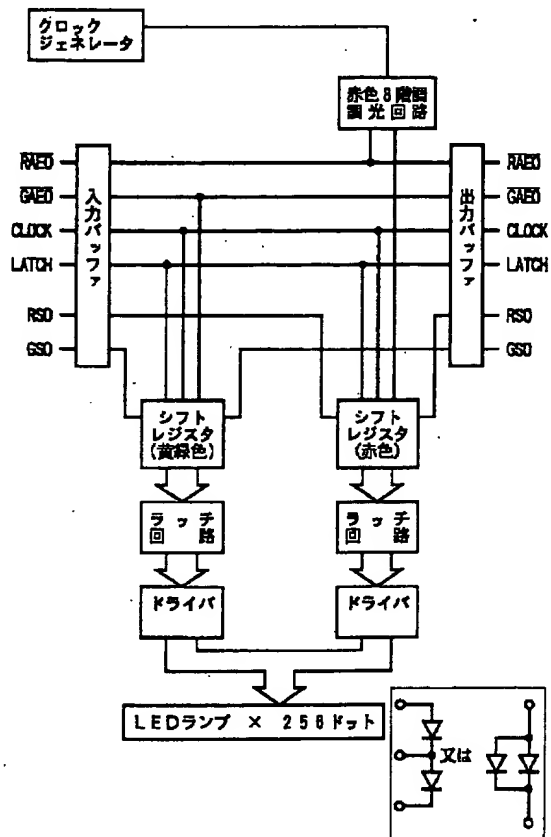 クロック
ジェネレータ
赤色8階調
調光回路
RAEO
GAEO
CLOCK
LATCH
RSO
GSO
入力バッファ
出力バッファ
RAEO
GAEO
CLOCK
LATCH
RSO
GSO
シフト
レジスタ
(黄緑色)
シフト
レジスタ
(赤色)
ラッチ
回路
ラッチ
回路
ドライバ
ドライバ
LEDランプ × 256ドット
又は